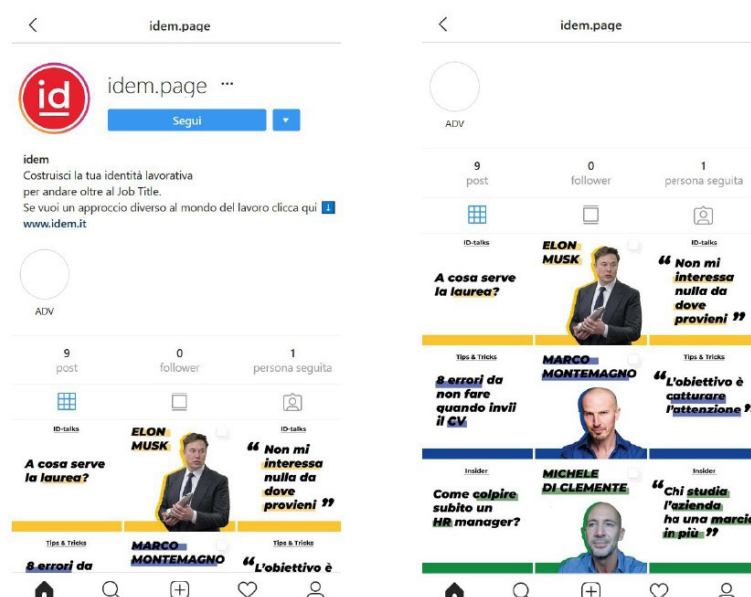 idem.page
id
idem.page ...
Segui
idem
Costruisci la tua identità lavorativa
per andare oltre al Job Title.
Se vuoi un approccio diverso al mondo del lavoro clicca qui
www.idem.it
ADV
9 0 1
post follower persona seguita
ID-talks
A cosa serve
la laurea?
ELON
MUSK
ID-talks
“ Non mi
interessa
nulla da
dove
provieni ”
Tips & Tricks
8 errori da
MARCO
MONTEMAGNO
Tips & Tricks
“L'obiettivo è
idem.page
ADV
9 0 1
post follower persona seguita
ID-talks
A cosa serve
la laurea?
ELON
MUSK
ID-talks
“ Non mi
interessa
nulla da
dove
provieni ”
Tips & Tricks
8 errori da
non fare
quando invii
il CV
MARCO
MONTEMAGNO
Tips & Tricks
“L'obiettivo è
catturare
l'attenzione ”
Insider
Come colpire
subito un
HR manager?
MICHELE
DI CLEMENTE
Insider
“Chi studia
l'azienda
ha una marcia
in più ”